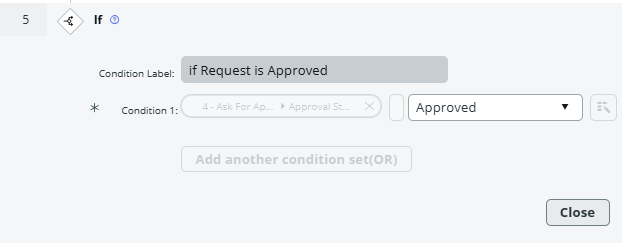 5 If
Condition Label: if Request is Approved
* Condition 1: 4 - Ask For Ap... Approval St... Approved
Add another condition set(OR)
Close